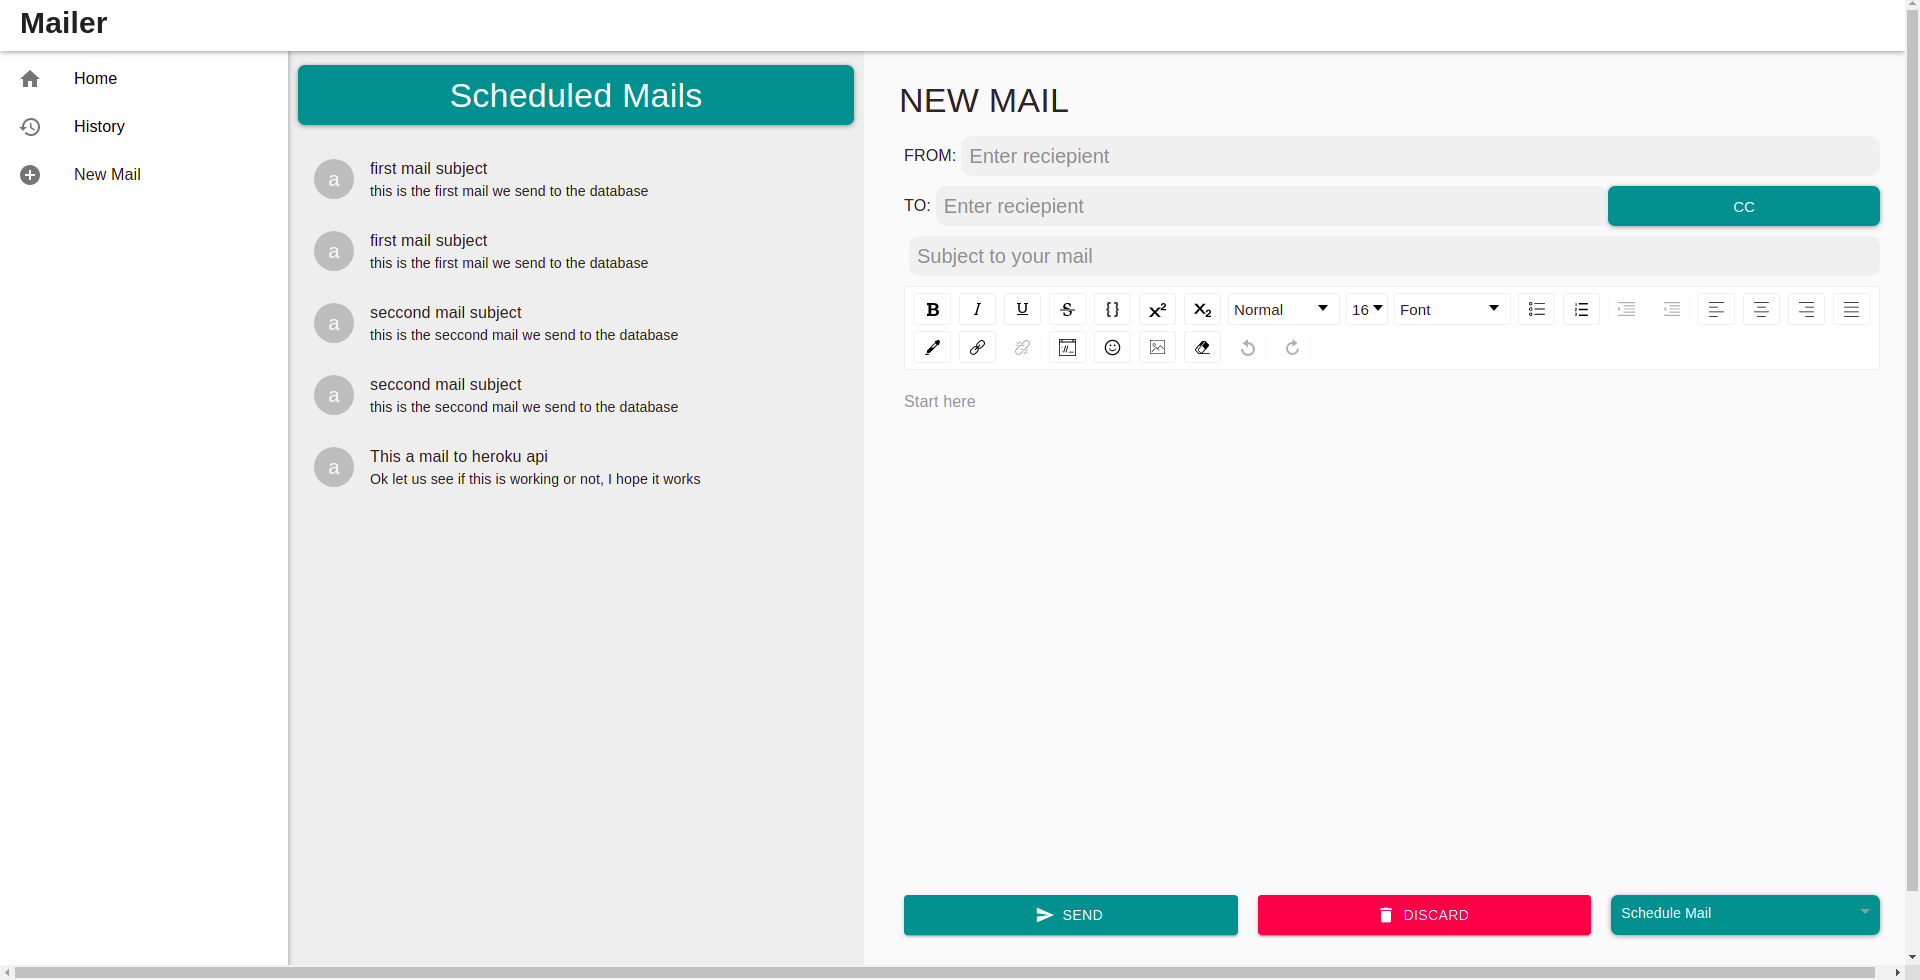 Mailer
Home
History
New Mail
Scheduled Mails
a
first mail subject
this is the first mail we send to the database
a
first mail subject
this is the first mail we send to the database
a
seccond mail subject
this is the seccond mail we send to the database
a
seccond mail subject
this is the seccond mail we send to the database
a
This a mail to heroku api
Ok let us see if this is working or not, I hope it works
NEW MAIL
FROM: Enter reciepient
TO: Enter reciepient CC
Subject to your mail
B I U S {} X² X₂ Normal 16 Font
Start here
SEND DISCARD Schedule Mail